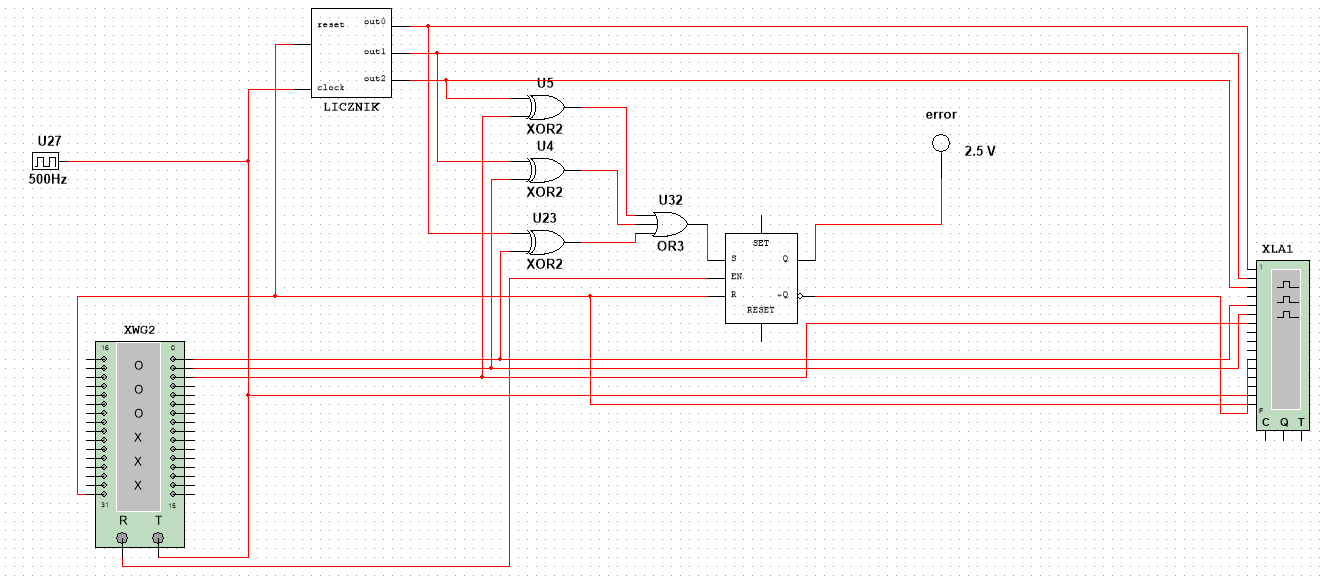 reset
out0
out1
out2
clock
LICZNIK
U5
XOR2
U4
XOR2
U23
XOR2
U27
500Hz
U32
OR3
error
2.5 V
SET
S
Q
EN
R
~Q
RESET
XLA1
1
F
C Q T
XWG2
16
0
O
O
O
X
X
X
31
15
R T